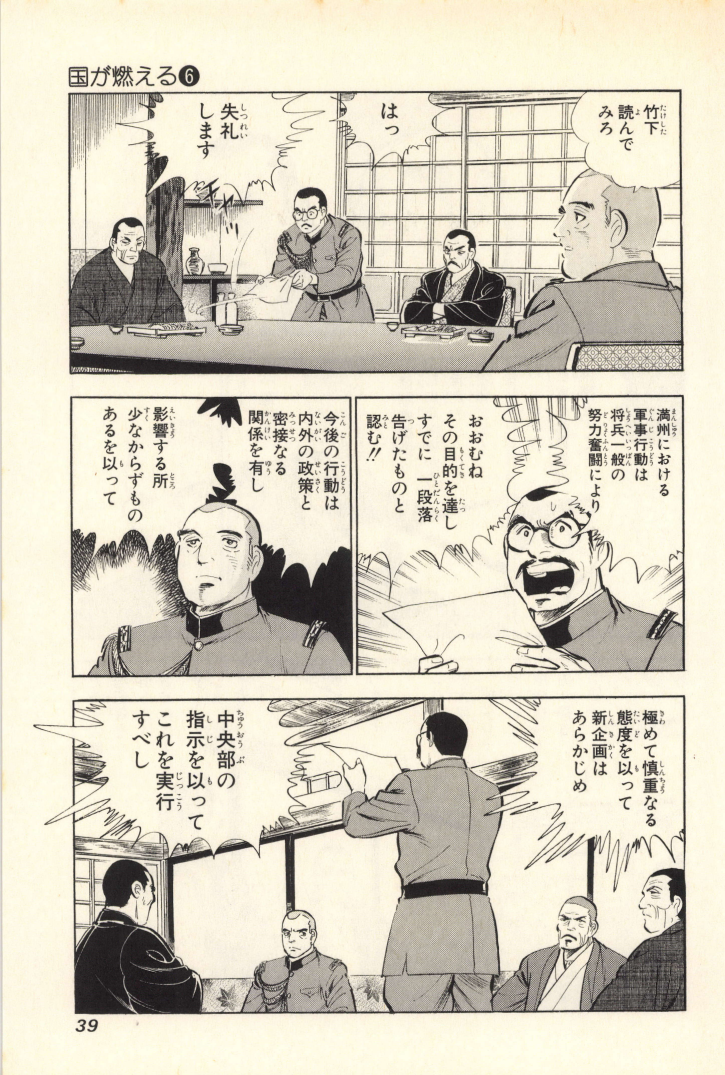 国が燃える❻
竹下
読んで
みろ
はっ
失礼
します
満州における
軍事行動は
将兵一般の
努力奮闘により
おおむね
その目的を達し
すでに一段落
告げたものと
認む!!
今後の行動は
内外の政策と
密接なる
関係を有し
影響する所
少なからずもの
あるを以って
極めて慎重なる
態度を以って
新企画は
あらかじめ
中央部の
指示を以って
これを実行
すべし
39